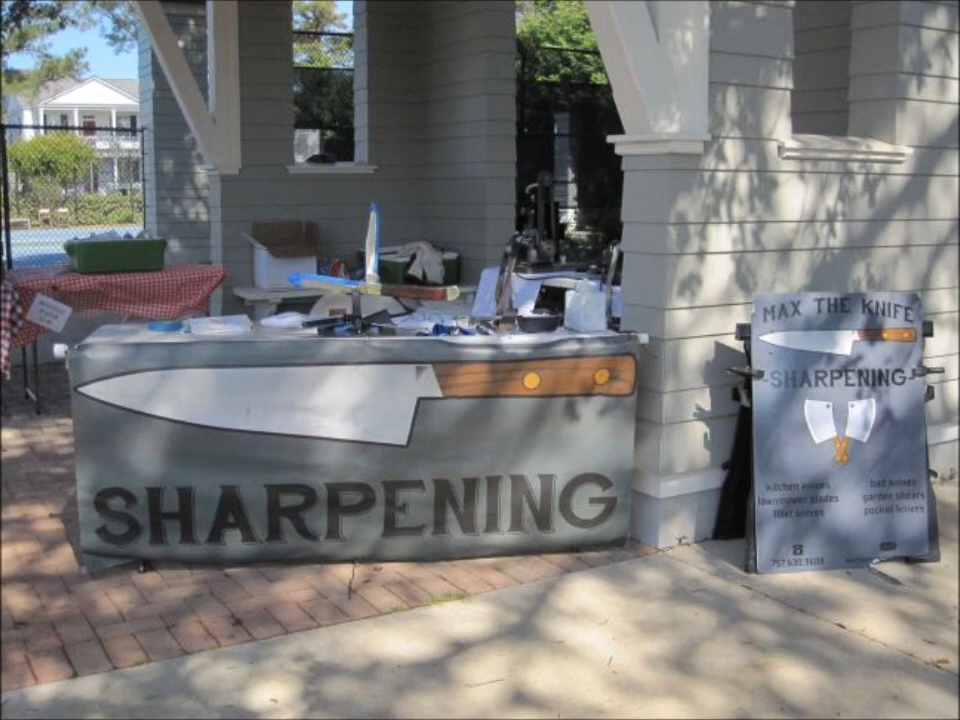 SHARPENING
MAX THE KNIFE
SHARPENING
kitchen knives
lawnmower blades
fillet knives
bait knives
garden shears
pocket knives